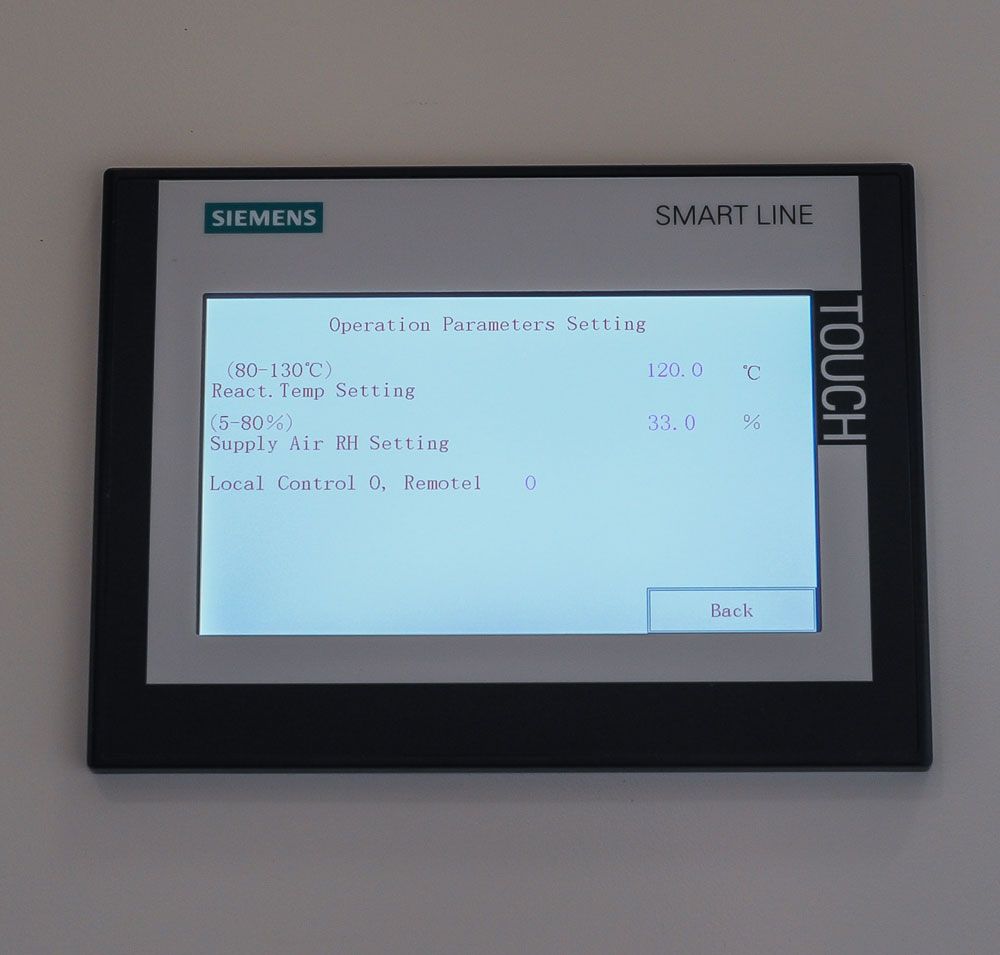 SIEMENS
SMART LINE
TOUCH
Operation Parameters Setting
(80-130℃)
120.0 ℃
React.Temp Setting
(5-80%)
33.0 %
Supply Air RH Setting
Local Control 0, Remote1 0
Back